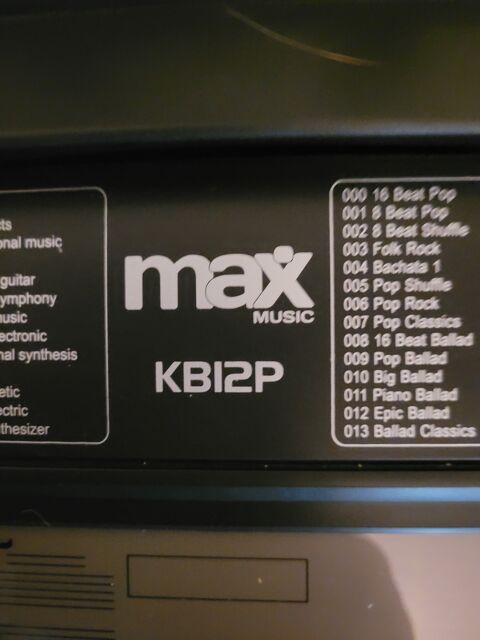 cts
onal music
guitar
ymphony
usic
ectronic
nal synthesis
etic
ectric
thesizer
max
MUSIC
KB12P
000 16 Beat Pop
001 8 Beat Pop
002 8 Beat Shuffle
003 Folk Rock
004 Bachata 1
005 Pop Shuffle
006 Pop Rock
007 Pop Classics
008 16 Beat Ballad
009 Pop Ballad
010 Big Ballad
011 Piano Ballad
012 Epic Ballad
013 Ballad Classics